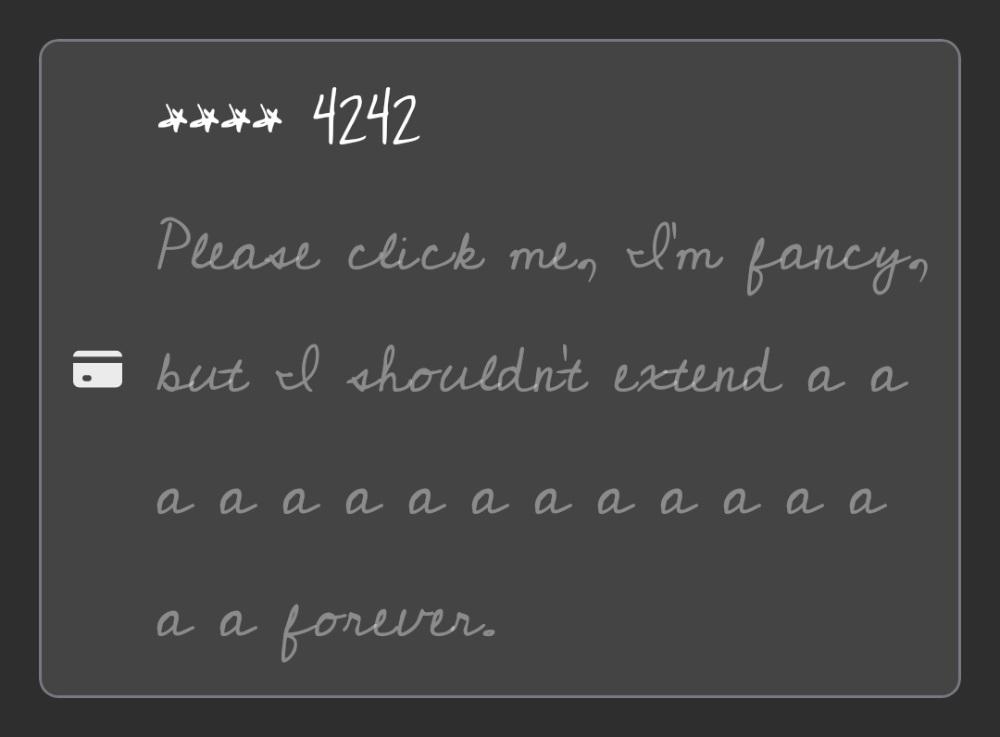 **** 4242
Please click me, I'm fancy,
but I shouldn't extend a a
a a a a a a a a a a a a
a a forever.